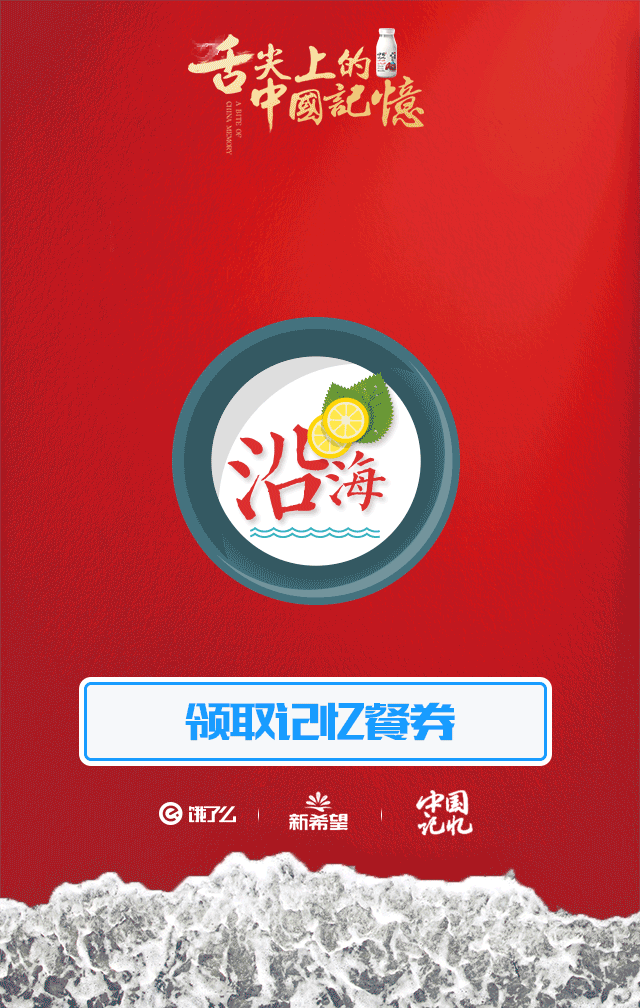 舌尖上的
中國記憶
A BITE OF
CHINA MEMORY
沿海
领取记忆餐券
饿了么
新希望
中国
记忆